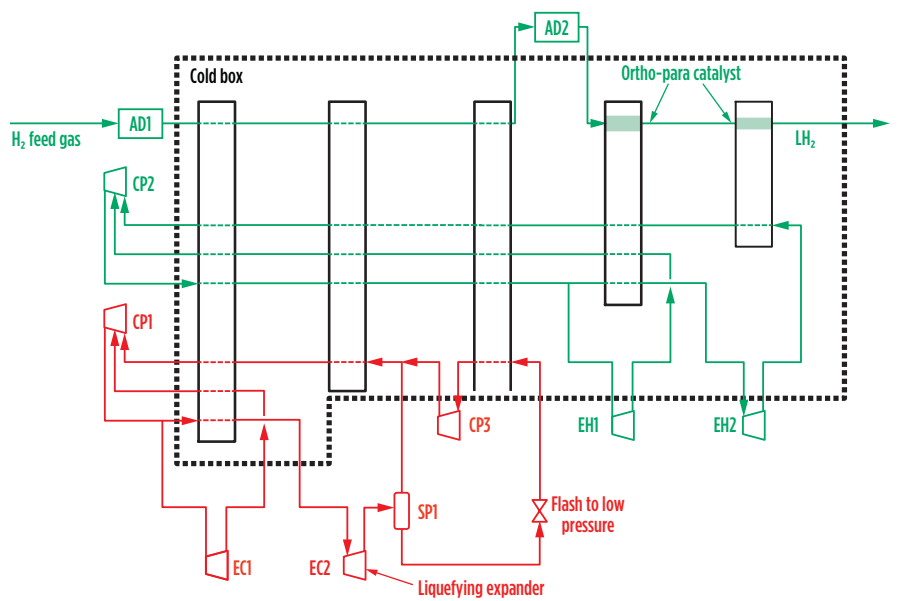 AD2
Cold box
Ortho-para catalyst
AD1
H₂ feed gas
LH₂
CP2
CP1
CP3
EH1
EH2
SP1
Flash to low
pressure
EC1
EC2
Liquefying expander